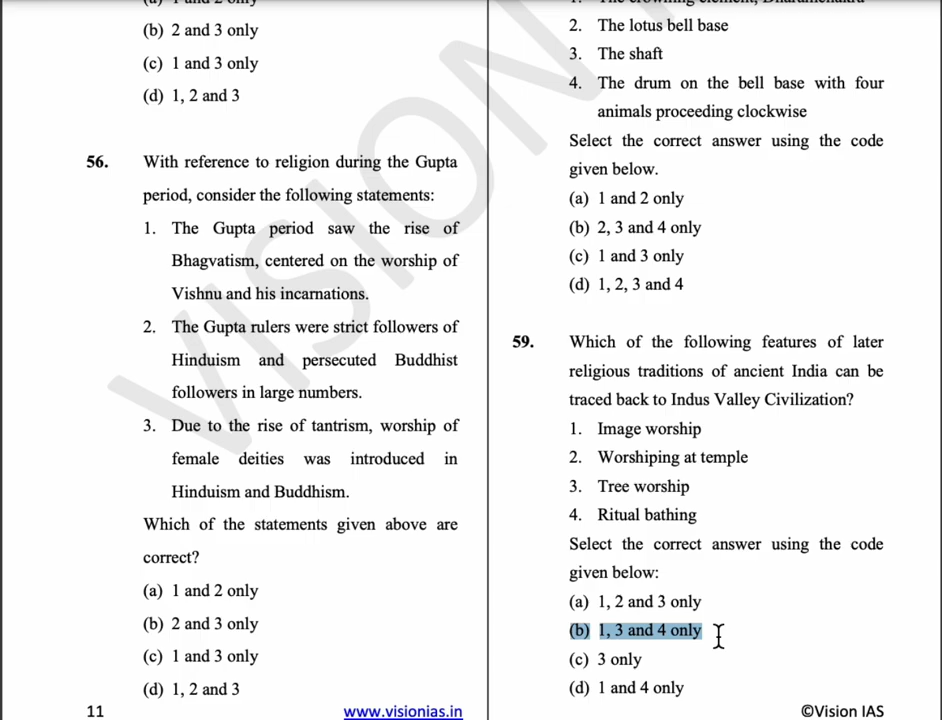 (a) 1 and 2 only
(b) 2 and 3 only
(c) 1 and 3 only
(d) 1, 2 and 3
56. With reference to religion during the Gupta
period, consider the following statements:
1. The Gupta period saw the rise of
Bhagvatism, centered on the worship of
Vishnu and his incarnations.
2. The Gupta rulers were strict followers of
Hinduism and persecuted Buddhist
followers in large numbers.
3. Due to the rise of tantrism, worship of
female deities was introduced in
Hinduism and Buddhism.
Which of the statements given above are
correct?
(a) 1 and 2 only
(b) 2 and 3 only
(c) 1 and 3 only
(d) 1, 2 and 3
1. The crowning element, Dharamchakra
2. The lotus bell base
3. The shaft
4. The drum on the bell base with four
animals proceeding clockwise
Select the correct answer using the code
given below.
(a) 1 and 2 only
(b) 2, 3 and 4 only
(c) 1 and 3 only
(d) 1, 2, 3 and 4
59. Which of the following features of later
religious traditions of ancient India can be
traced back to Indus Valley Civilization?
1. Image worship
2. Worshiping at temple
3. Tree worship
4. Ritual bathing
Select the correct answer using the code
given below:
(a) 1, 2 and 3 only
(b) 1, 3 and 4 only
(c) 3 only
(d) 1 and 4 only
11 www.visionias.in ©Vision IAS
VISION